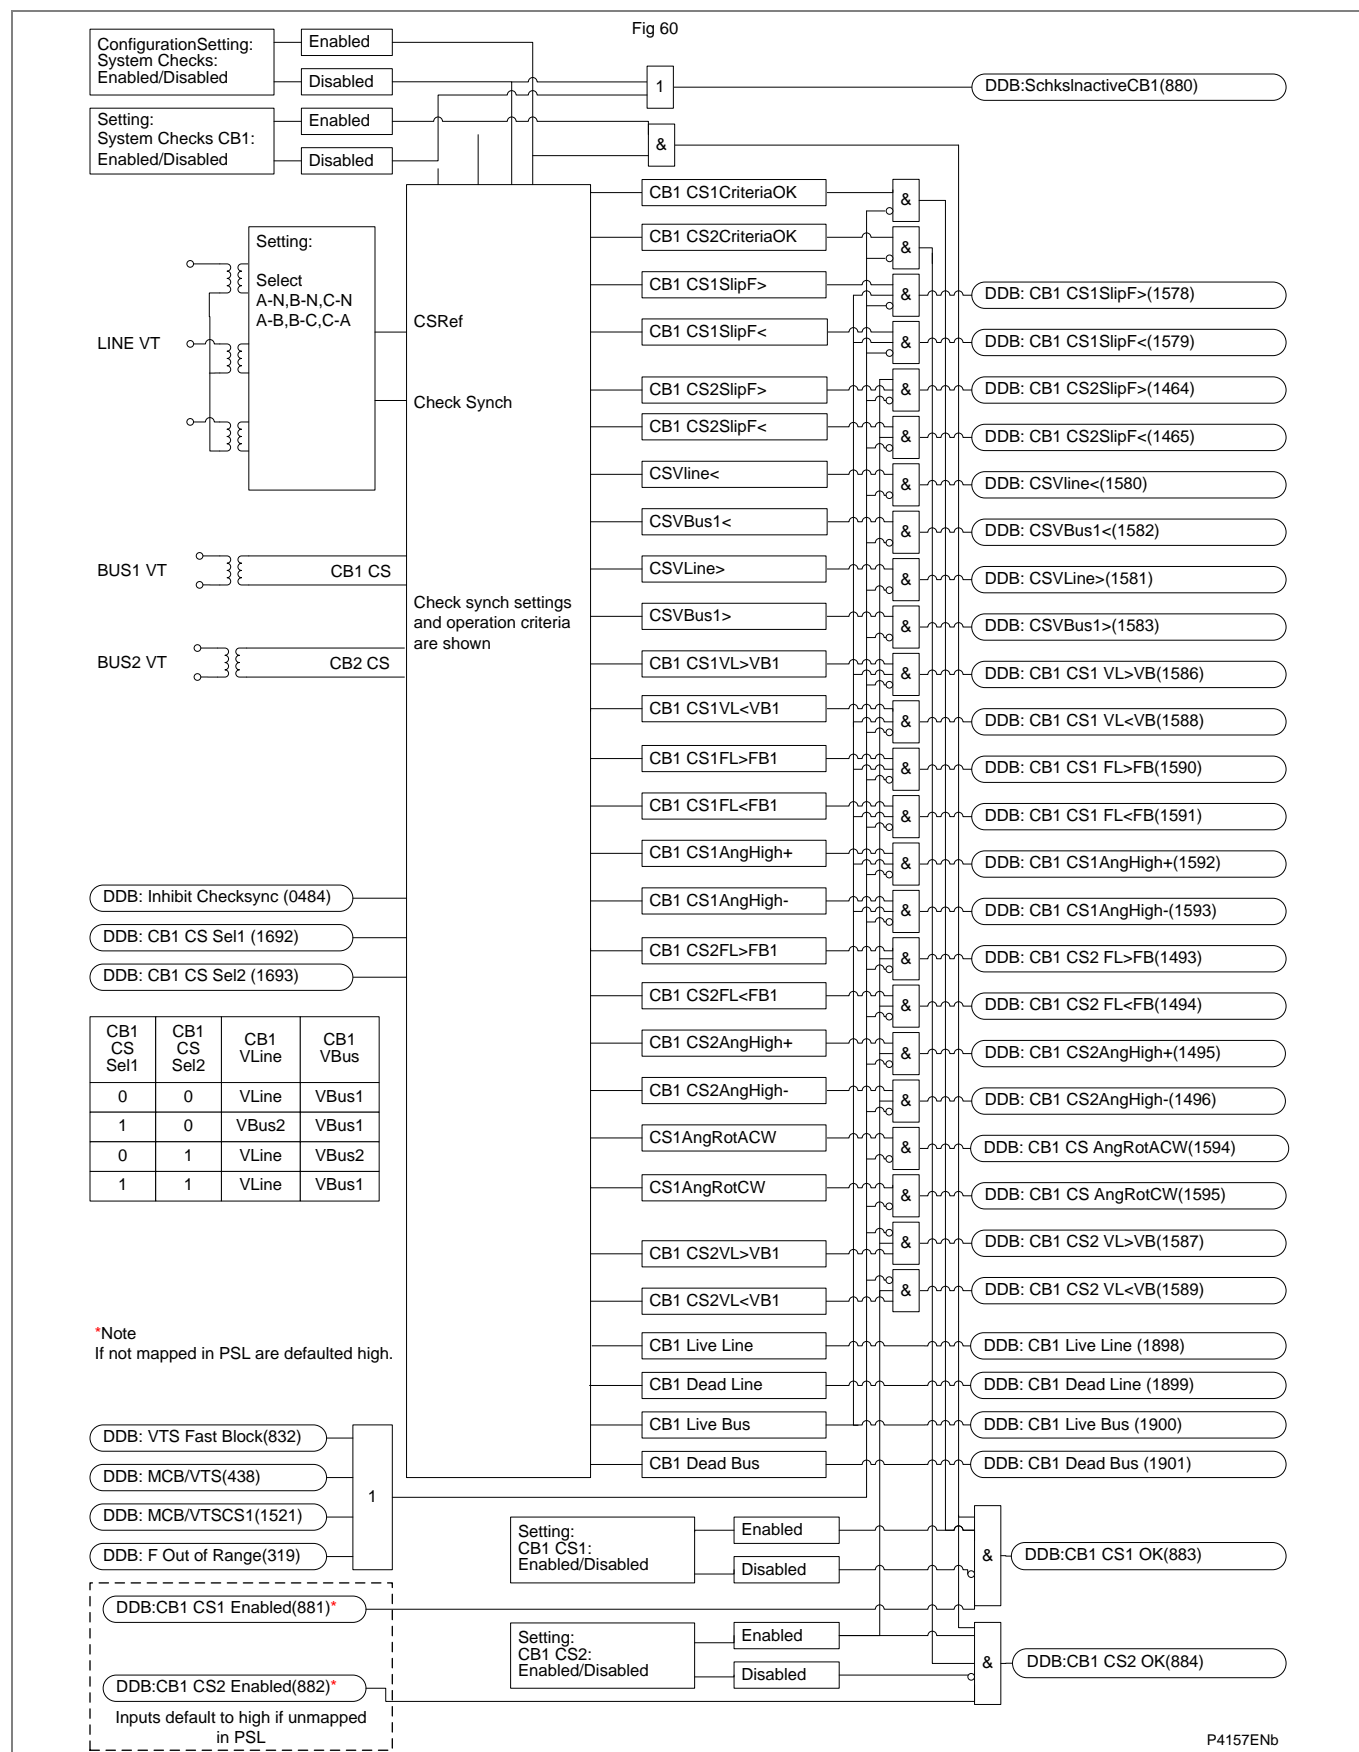 Fig 60
ConfigurationSetting:
System Checks:
Enabled/Disabled
Enabled
Disabled
1
DDB:SchksInactiveCB1(880)
Setting:
System Checks CB1:
Enabled/Disabled
Enabled
Disabled
&
CB1 CS1CriteriaOK
&
CB1 CS2CriteriaOK
&
Setting:
Select
A-N,B-N,C-N
A-B,B-C,C-A
LINE VT
CSRef
Check Synch
BUS1 VT
CB1 CS
BUS2 VT
CB2 CS
Check synch settings
and operation criteria
are shown
CB1 CS1SlipF>
&
DDB: CB1 CS1SlipF>(1578)
CB1 CS1SlipF<
&
DDB: CB1 CS1SlipF<(1579)
CB1 CS2SlipF>
&
DDB: CB1 CS2SlipF>(1464)
CB1 CS2SlipF<
&
DDB: CB1 CS2SlipF<(1465)
CSVline<
&
DDB: CSVline<(1580)
CSVBus1<
&
DDB: CSVBus1<(1582)
CSVLine>
&
DDB: CSVLine>(1581)
CSVBus1>
&
DDB: CSVBus1>(1583)
CB1 CS1VL>VB1
&
DDB: CB1 CS1 VL>VB(1586)
CB1 CS1VL<VB1
&
DDB: CB1 CS1 VL<VB(1588)
CB1 CS1FL>FB1
&
DDB: CB1 CS1 FL>FB(1590)
CB1 CS1FL<FB1
&
DDB: CB1 CS1 FL<FB(1591)
CB1 CS1AngHigh+
&
DDB: CB1 CS1AngHigh+(1592)
CB1 CS1AngHigh-
&
DDB: CB1 CS1AngHigh-(1593)
CB1 CS2FL>FB1
&
DDB: CB1 CS2 FL>FB(1493)
CB1 CS2FL<FB1
&
DDB: CB1 CS2 FL<FB(1494)
CB1 CS2AngHigh+
&
DDB: CB1 CS2AngHigh+(1495)
CB1 CS2AngHigh-
&
DDB: CB1 CS2AngHigh-(1496)
CS1AngRotACW
&
DDB: CB1 CS AngRotACW(1594)
CS1AngRotCW
&
DDB: CB1 CS AngRotCW(1595)
CB1 CS2VL>VB1
&
DDB: CB1 CS2 VL>VB(1587)
CB1 CS2VL<VB1
&
DDB: CB1 CS2 VL<VB(1589)
CB1 Live Line
DDB: CB1 Live Line (1898)
CB1 Dead Line
DDB: CB1 Dead Line (1899)
CB1 Live Bus
DDB: CB1 Live Bus (1900)
CB1 Dead Bus
DDB: CB1 Dead Bus (1901)
DDB: Inhibit Checksync (0484)
DDB: CB1 CS Sel1 (1692)
DDB: CB1 CS Sel2 (1693)
CB1 CS Sel1 CB1 CS Sel2 CB1 VLine CB1 VBus
0 0 VLine VBus1
1 0 VBus2 VBus1
0 1 VLine VBus2
1 1 VLine VBus1
*Note
If not mapped in PSL are defaulted high.
DDB: VTS Fast Block(832)
DDB: MCB/VTS(438)
DDB: MCB/VTSCS1(1521)
DDB: F Out of Range(319)
1
Setting:
CB1 CS1:
Enabled/Disabled
Enabled
Disabled
&
DDB:CB1 CS1 OK(883)
DDB:CB1 CS1 Enabled(881)*
Setting:
CB1 CS2:
Enabled/Disabled
Enabled
Disabled
&
DDB:CB1 CS2 OK(884)
DDB:CB1 CS2 Enabled(882)*
Inputs default to high if unmapped
in PSL
P4157ENb